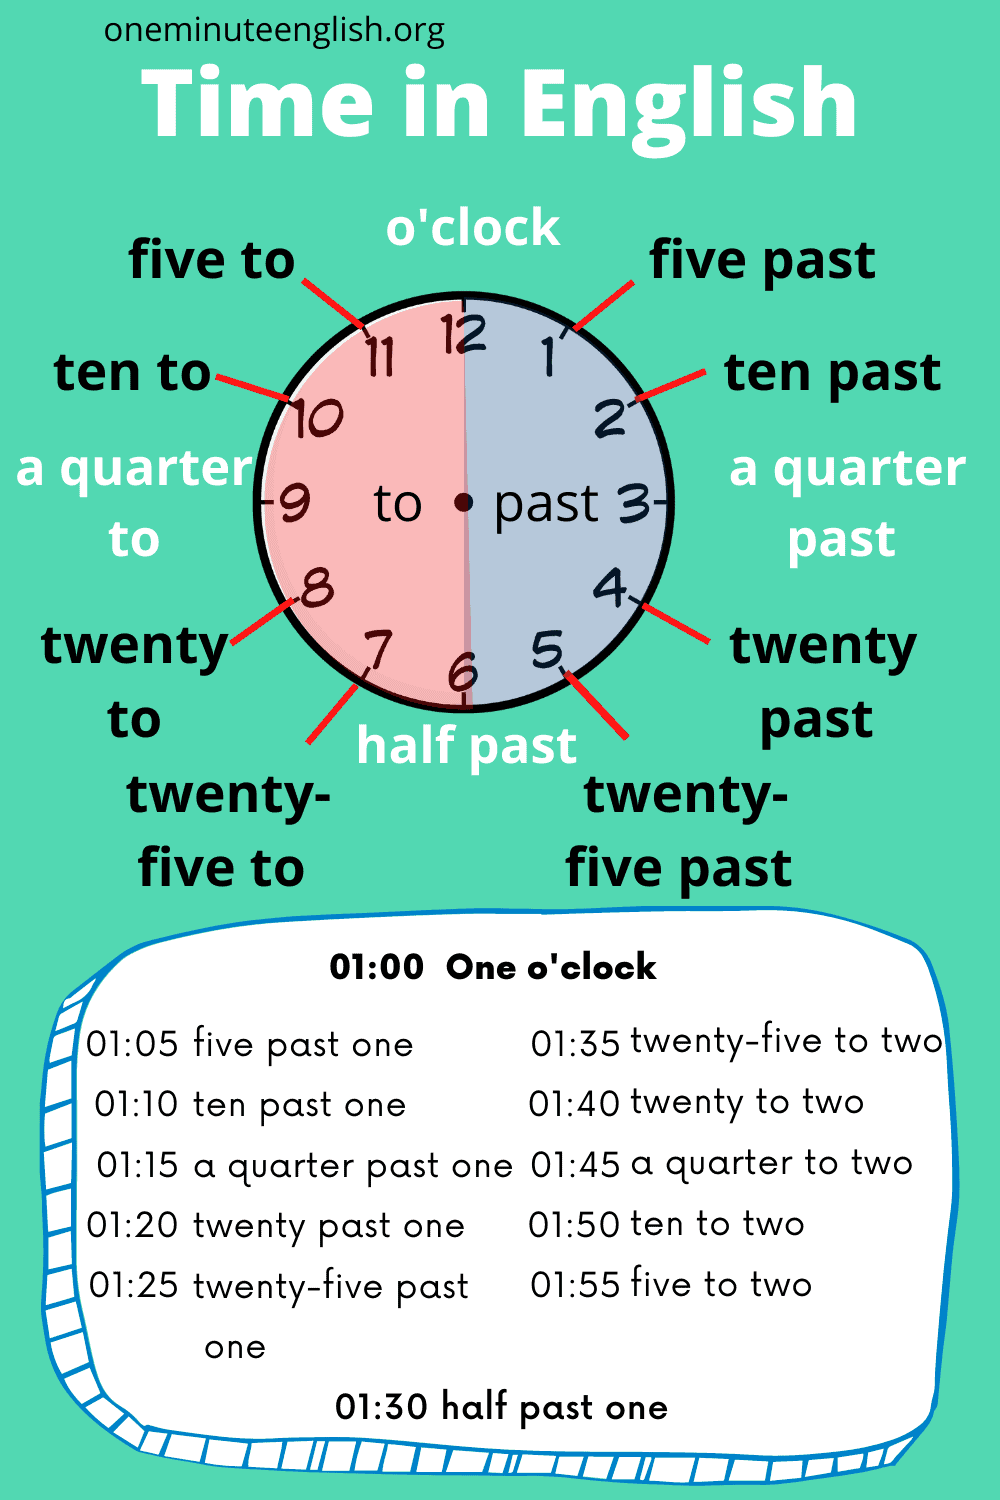 oneminuteenglish.org
Time in English
o'clock
five to
five past
ten to
ten past
a quarter
to
a quarter
past
twenty
to
twenty
past
twenty-
five to
half past
twenty-
five past
12
1
2
3
4
5
6
7
8
9
10
11
to
past
01:00 One o'clock
01:05 five past one
01:10 ten past one
01:15 a quarter past one
01:20 twenty past one
01:25 twenty-five past
one
01:35 twenty-five to two
01:40 twenty to two
01:45 a quarter to two
01:50 ten to two
01:55 five to two
01:30 half past one